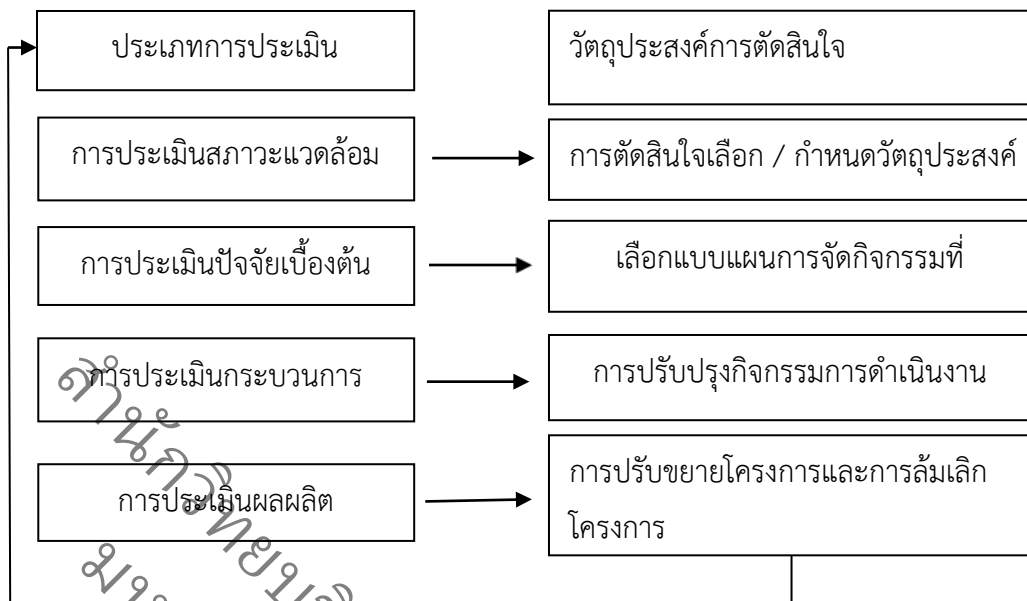 ประเภทการประเมิน
วัตถุประสงค์การตัดสินใจ
การประเมินสภาวะแวดล้อม
การตัดสินใจเลือก / กำหนดวัตถุประสงค์
การประเมินปัจจัยเบื้องต้น
เลือกแบบแผนการจัดกิจกรรมที่
การประเมินกระบวนการ
การปรับปรุงกิจกรรมการดำเนินงาน
การประเมินผลผลิต
การปรับขยายโครงการและการล้มเลิก
โครงการ